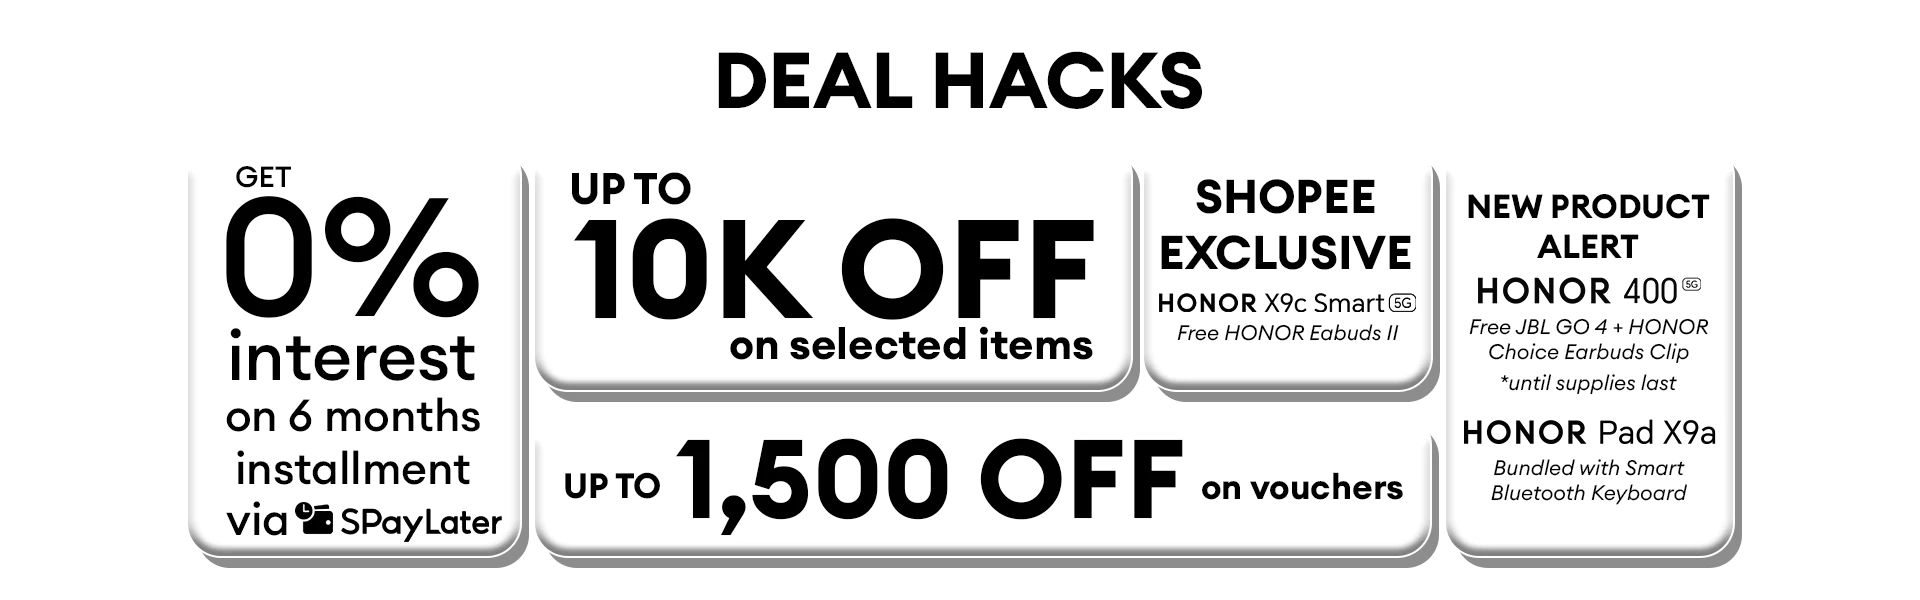 DEAL HACKS
GET
0%
interest
on 6 months
installment
via SPayLater
UP TO
10K OFF
on selected items
SHOPEE
EXCLUSIVE
HONOR X9c Smart 5G
Free HONOR Eabuds II
UP TO 1,500 OFF on vouchers
NEW PRODUCT
ALERT
HONOR 400 5G
Free JBL GO 4 + HONOR
Choice Earbuds Clip
*until supplies last
HONOR Pad X9a
Bundled with Smart
Bluetooth Keyboard